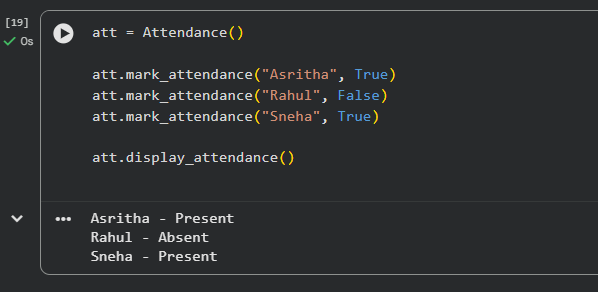 [19]
0s
att = Attendance()
att.mark_attendance("Asritha", True)
att.mark_attendance("Rahul", False)
att.mark_attendance("Sneha", True)
att.display_attendance()
Asritha - Present
Rahul - Absent
Sneha - Present